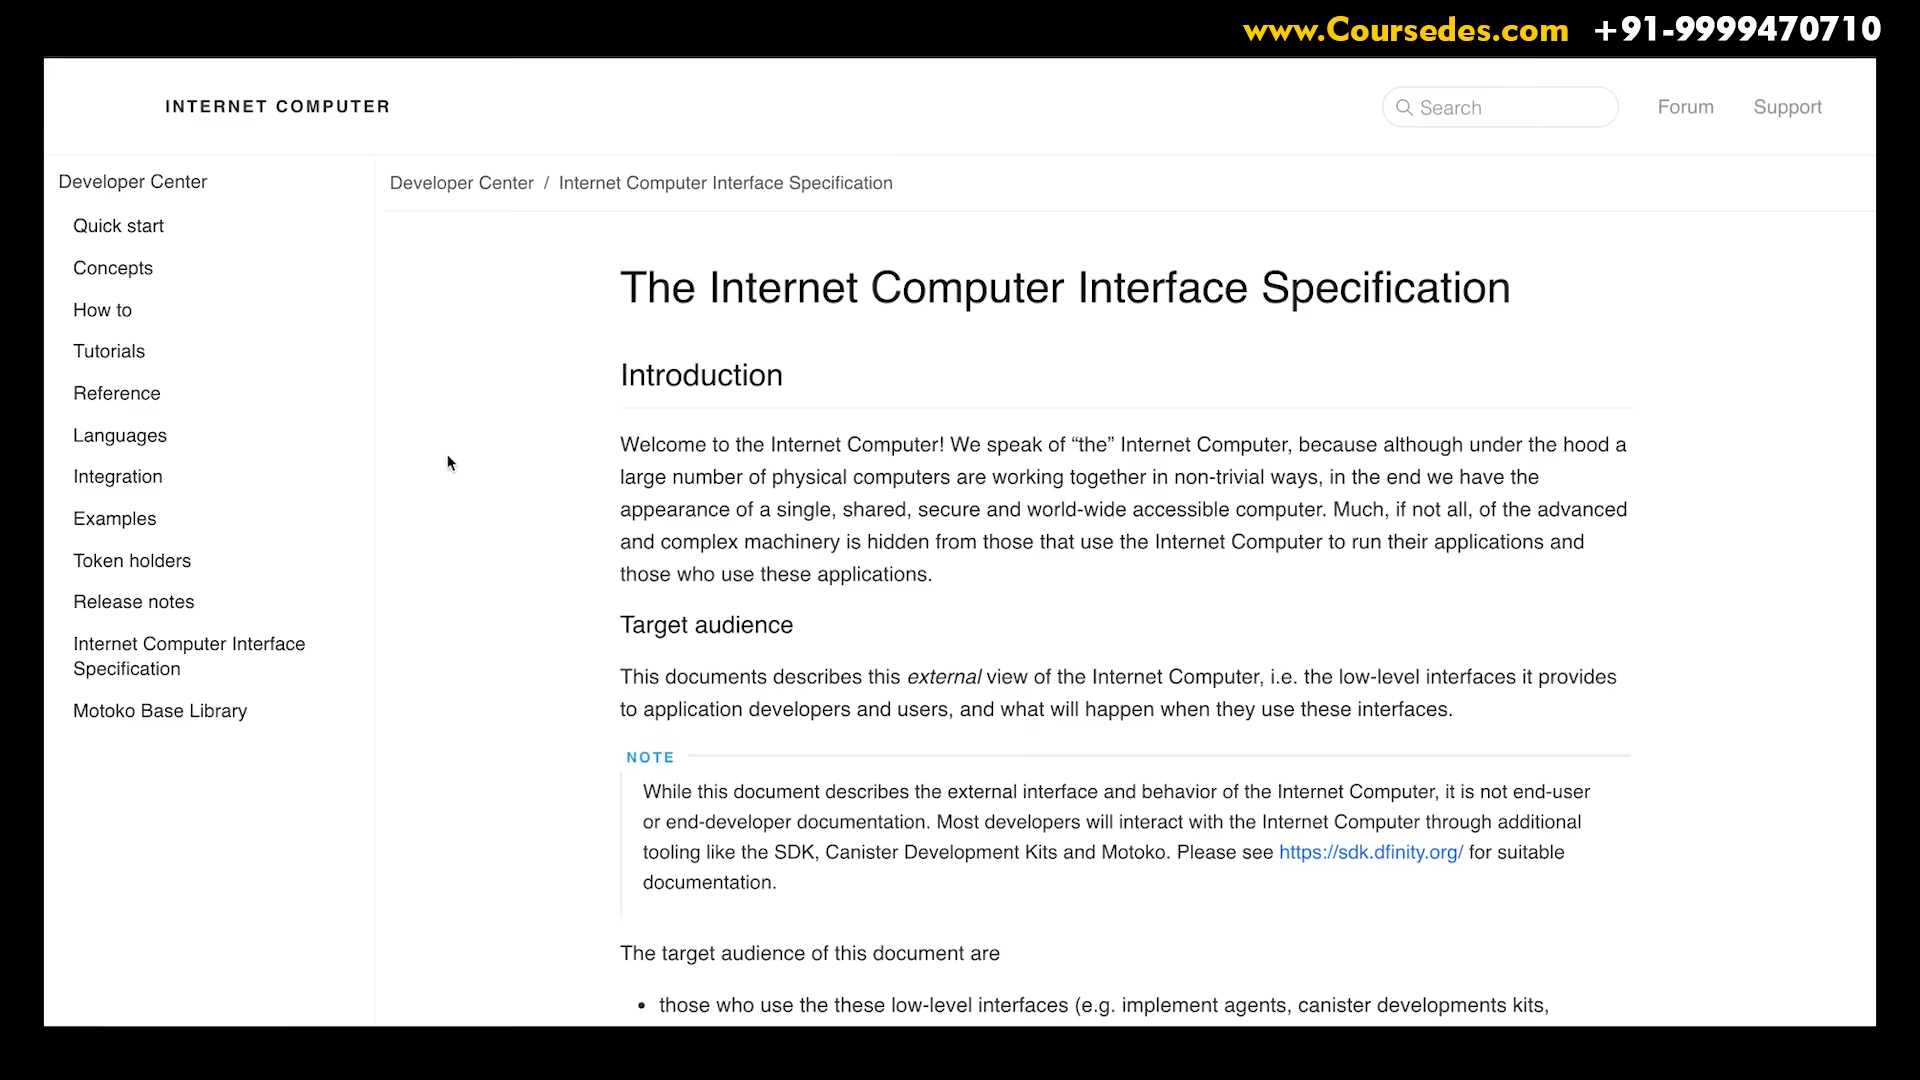 www.Coursedes.com +91-9999470710
INTERNET COMPUTER
Search
Forum
Support
Developer Center
Quick start
Concepts
How to
Tutorials
Reference
Languages
Integration
Examples
Token holders
Release notes
Internet Computer Interface
Specification
Motoko Base Library
Developer Center / Internet Computer Interface Specification
The Internet Computer Interface Specification
Introduction
Welcome to the Internet Computer! We speak of “the” Internet Computer, because although under the hood a
large number of physical computers are working together in non-trivial ways, in the end we have the
appearance of a single, shared, secure and world-wide accessible computer. Much, if not all, of the advanced
and complex machinery is hidden from those that use the Internet Computer to run their applications and
those who use these applications.
Target audience
This documents describes this external view of the Internet Computer, i.e. the low-level interfaces it provides
to application developers and users, and what will happen when they use these interfaces.
NOTE
While this document describes the external interface and behavior of the Internet Computer, it is not end-user
or end-developer documentation. Most developers will interact with the Internet Computer through additional
tooling like the SDK, Canister Development Kits and Motoko. Please see https://sdk.dfinity.org/ for suitable
documentation.
The target audience of this document are
• those who use the these low-level interfaces (e.g. implement agents, canister developments kits,